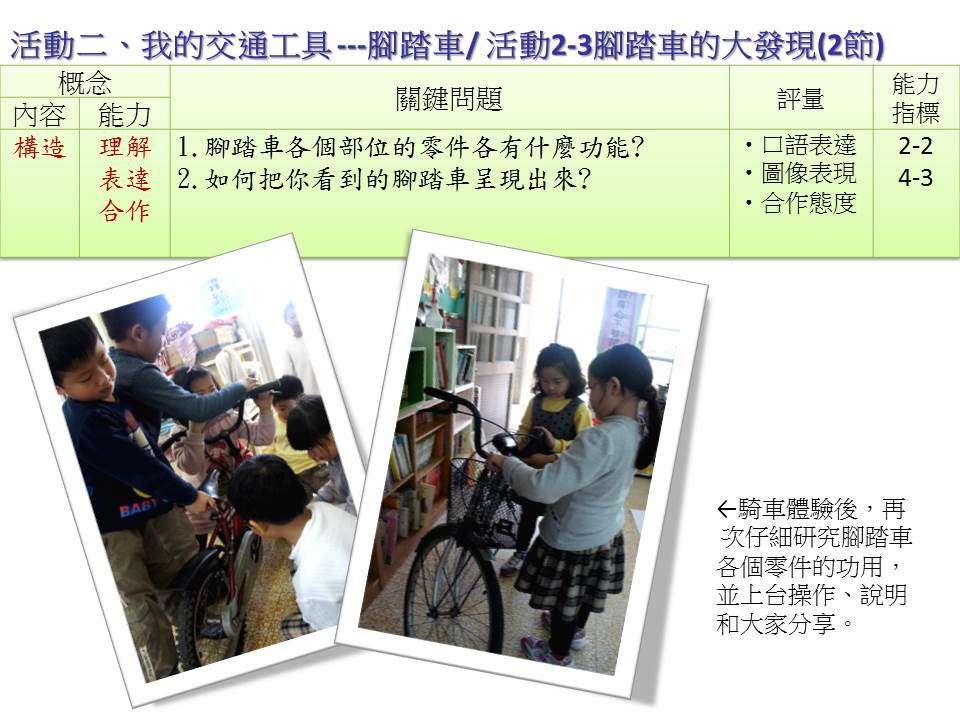 活動二、我的交通工具---腳踏車/ 活動2-3腳踏車的大發現(2節)
概念
關鍵問題
評量
能力
指標
內容
能力
構造
理解
表達
合作
1.腳踏車各個部位的零件各有什麼功能?
2.如何把你看到的腳踏車呈現出來?
・口語表達
・圖像表現
・合作態度
2-2
4-3
BABY
←騎車體驗後，再
次仔細研究腳踏車
各個零件的功用，
並上台操作、說明
和大家分享。